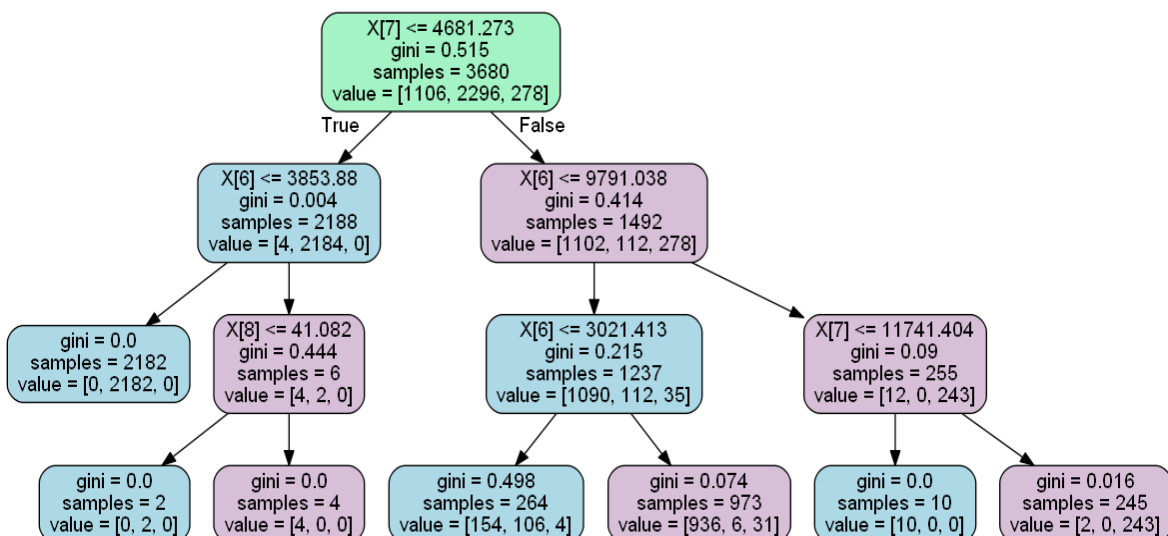 X[7] <= 4681.273
gini = 0.515
samples = 3680
value = [1106, 2296, 278]
True
False
X[6] <= 3853.88
gini = 0.004
samples = 2188
value = [4, 2184, 0]
X[6] <= 9791.038
gini = 0.414
samples = 1492
value = [1102, 112, 278]
gini = 0.0
samples = 2182
value = [0, 2182, 0]
X[8] <= 41.082
gini = 0.444
samples = 6
value = [4, 2, 0]
X[6] <= 3021.413
gini = 0.215
samples = 1237
value = [1090, 112, 35]
X[7] <= 11741.404
gini = 0.09
samples = 255
value = [12, 0, 243]
gini = 0.0
samples = 2
value = [0, 2, 0]
gini = 0.0
samples = 4
value = [4, 0, 0]
gini = 0.498
samples = 264
value = [154, 106, 4]
gini = 0.074
samples = 973
value = [936, 6, 31]
gini = 0.0
samples = 10
value = [10, 0, 0]
gini = 0.016
samples = 245
value = [2, 0, 243]